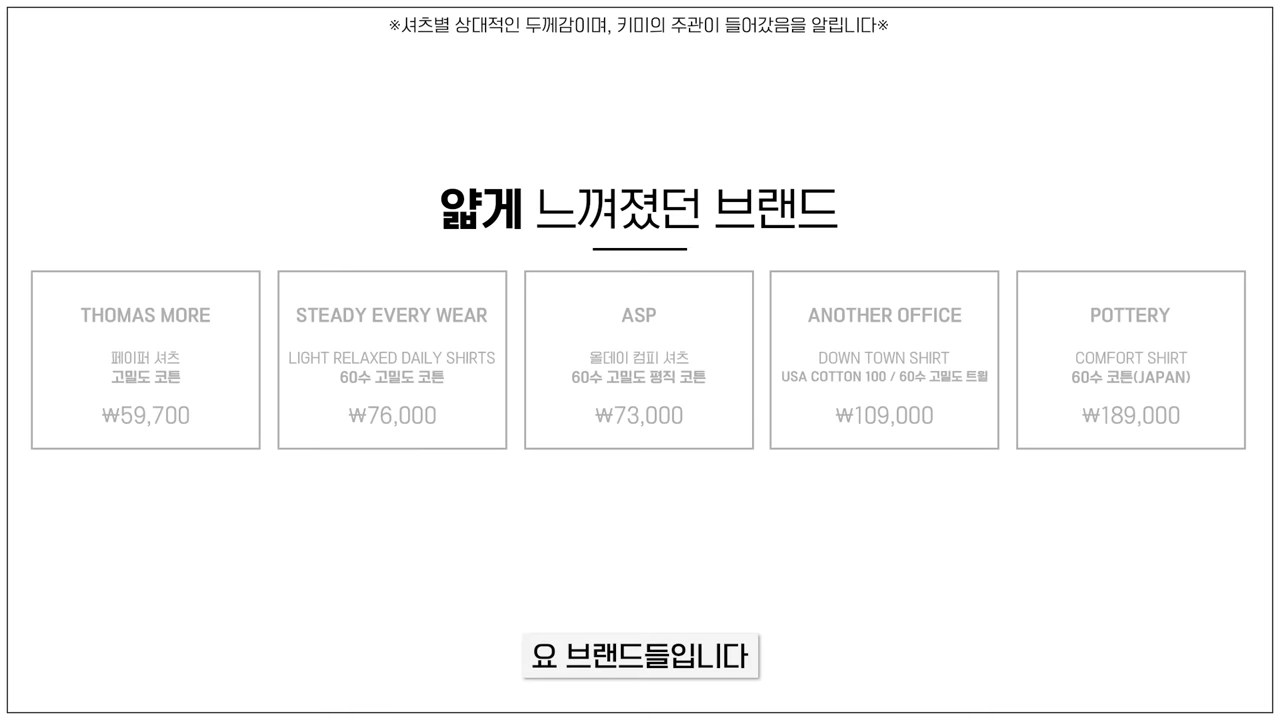 ※셔츠별 상대적인 두께감이며, 키미의 주관이 들어갔음을 알립니다※
얇게 느껴졌던 브랜드
THOMAS MORE
페이퍼 셔츠
고밀도 코튼
₩59,700
STEADY EVERY WEAR
LIGHT RELAXED DAILY SHIRTS
60수 고밀도 코튼
₩76,000
ASP
올데이 컴피 셔츠
60수 고밀도 평직 코튼
₩73,000
ANOTHER OFFICE
DOWN TOWN SHIRT
USA COTTON 100 / 60수 고밀도 트윌
₩109,000
POTTERY
COMFORT SHIRT
60수 코튼(JAPAN)
₩189,000
요 브랜드들입니다